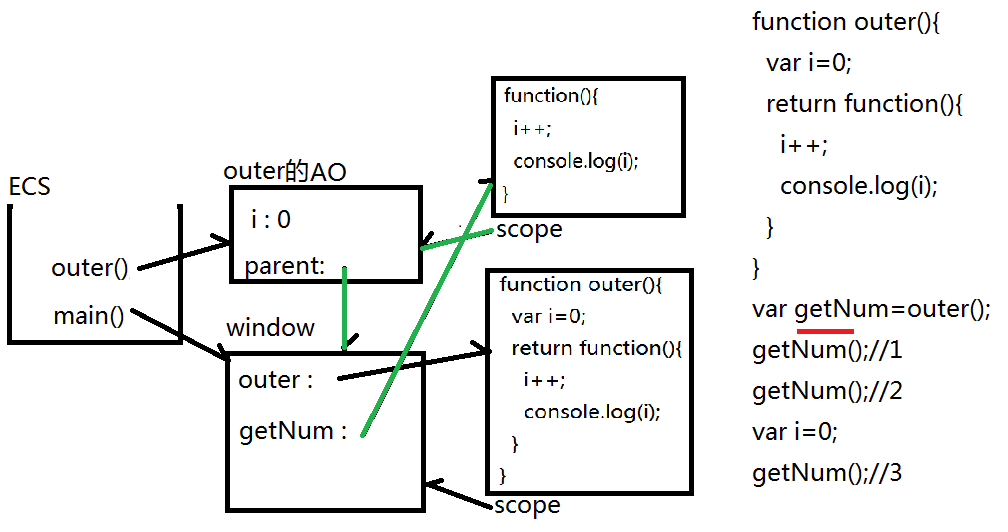 ECS
outer()
main()
outer的AO
i : 0
parent:
window
outer :
getNum :
function(){
i++;
console.log(i);
}
scope
function outer(){
var i=0;
return function(){
i++;
console.log(i);
}
}
scope
function outer(){
var i=0;
return function(){
i++;
console.log(i);
}
}
var getNum=outer();
getNum();//1
getNum();//2
var i=0;
getNum();//3